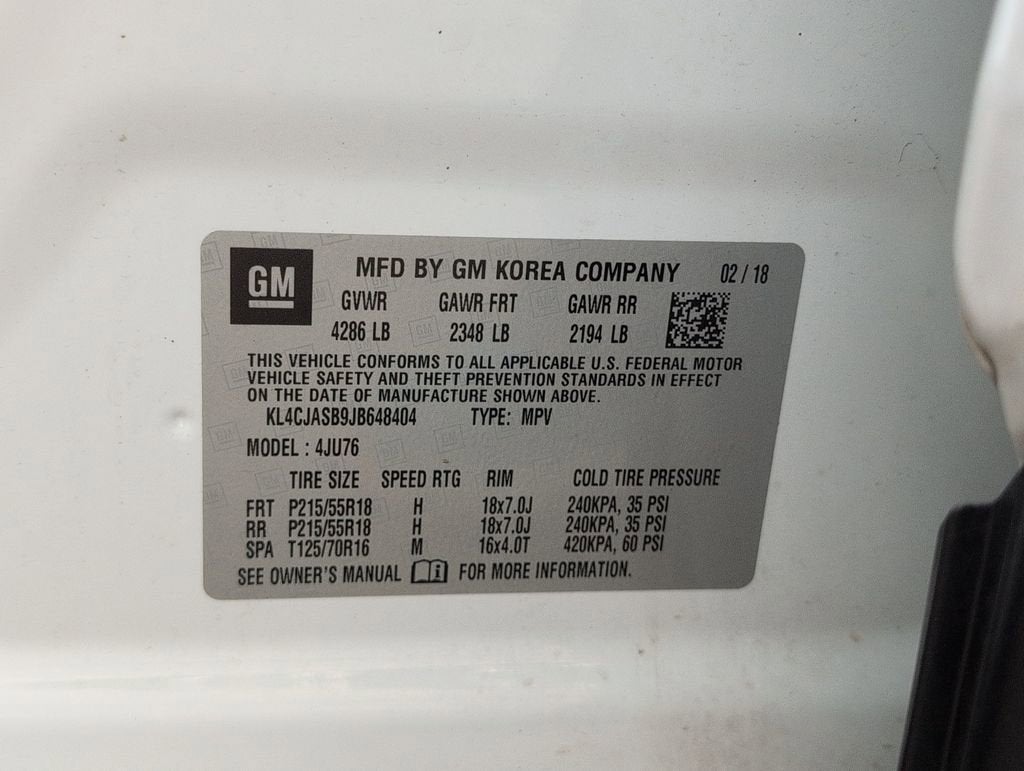 GM
MFD BY GM KOREA COMPANY 02 / 18
GVWR GAWR FRT GAWR RR
4286 LB 2348 LB 2194 LB
THIS VEHICLE CONFORMS TO ALL APPLICABLE U.S. FEDERAL MOTOR
VEHICLE SAFETY AND THEFT PREVENTION STANDARDS IN EFFECT
ON THE DATE OF MANUFACTURE SHOWN ABOVE.
KL4CJASB9JB648404 TYPE: MPV
MODEL : 4JU76
TIRE SIZE SPEED RTG RIM COLD TIRE PRESSURE
FRT P215/55R18 H 18x7.0J 240KPA, 35 PSI
RR P215/55R18 H 18x7.0J 240KPA, 35 PSI
SPA T125/70R16 M 16x4.0T 420KPA, 60 PSI
SEE OWNER'S MANUAL i FOR MORE INFORMATION.